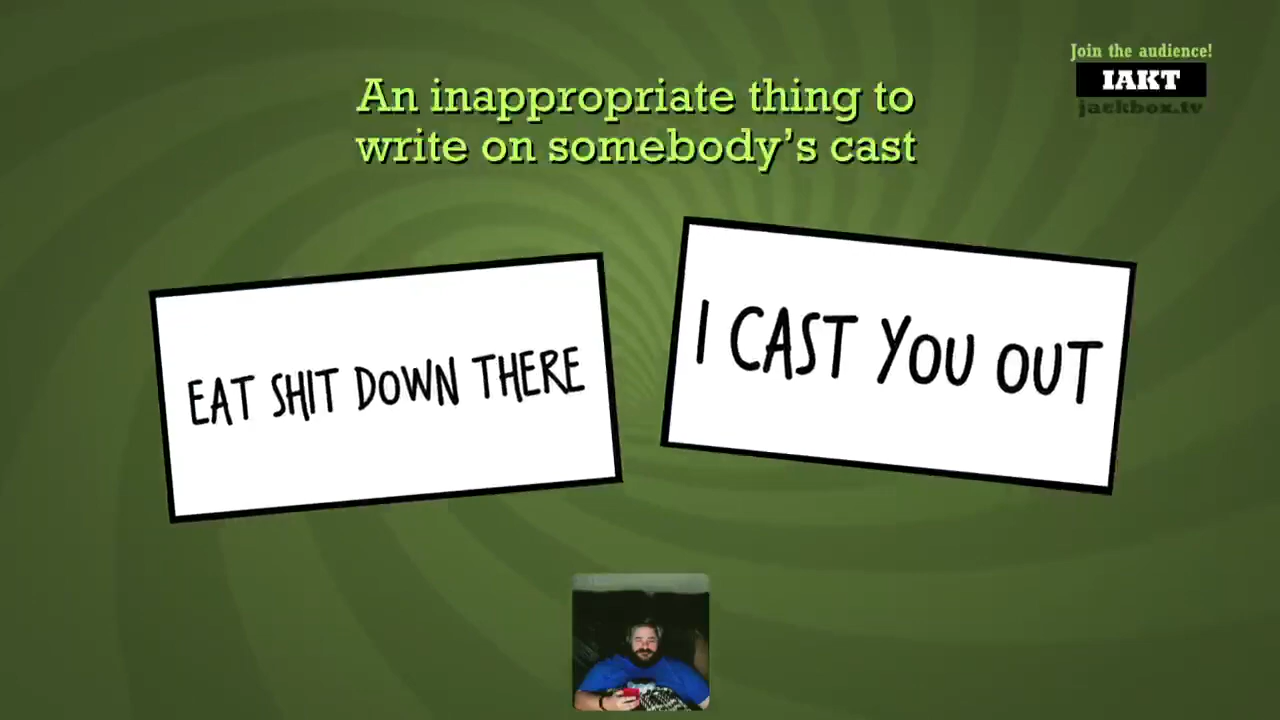 Join the audience!
IAKT
jackbox.tv
An inappropriate thing to
write on somebody's cast
EAT SHIT DOWN THERE
I CAST YOU OUT